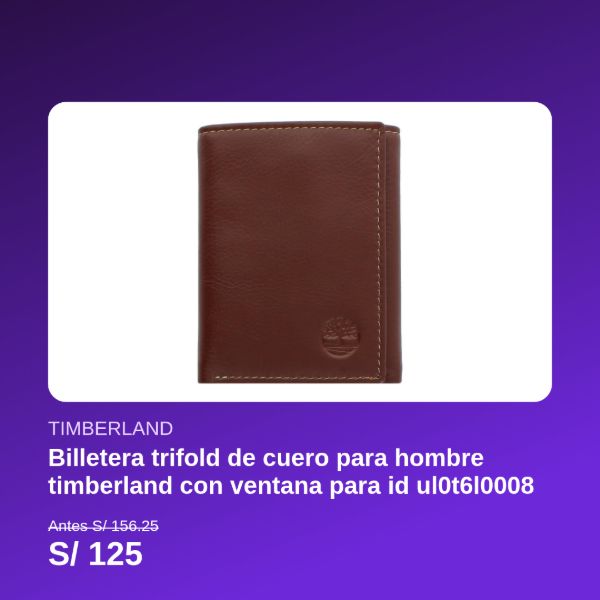 TIMBERLAND
Billetera trifold de cuero para hombre
timberland con ventana para id ul0t6l0008
Antes S/ 156.25
S/ 125